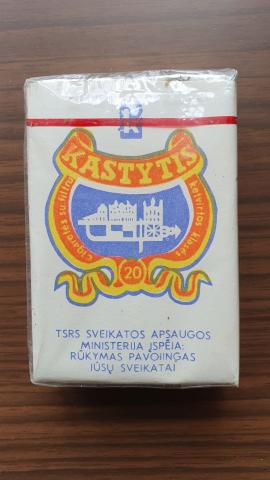 K
KASTYTIS
cigaretės su filtru
ketvirtos klasės
20
TSRS SVEIKATOS APSAUGOS
MINISTERIJA ĮSPĖJA:
RŪKYMAS PAVOJINGAS
JŪSŲ SVEIKATAI